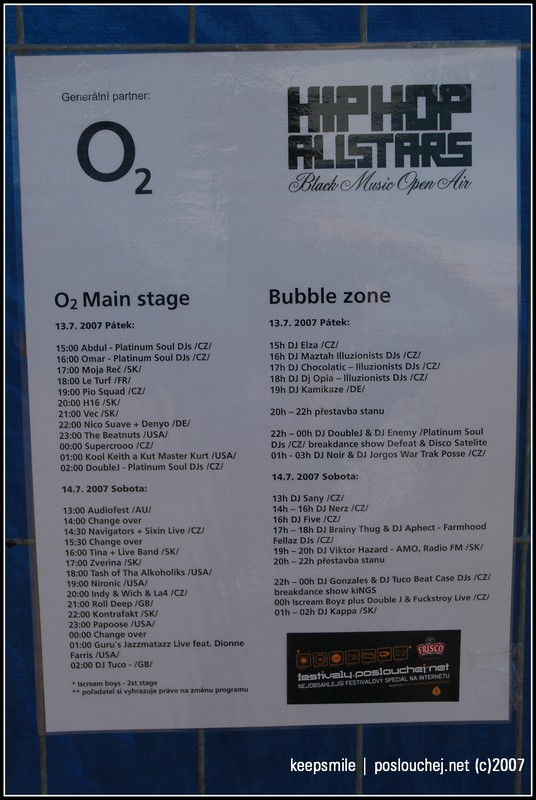 Generální partner:
O2
HIPHOP
ALLSTARS
Black Music Open Air
O2 Main stage
13.7. 2007 Pátek:
15:00 Abdul - Platinum Soul DJs /CZ/
16:00 Omar - Platinum Soul DJs /CZ/
17:00 Moja Reč /SK/
18:00 Le Turf /FR/
19:00 Pio Squad /CZ/
20:00 H16 /SK/
21:00 Vec /SK/
22:00 Nico Suave + Denyo /DE/
23:00 The Beatnuts /USA/
00:00 Supercrooo /CZ/
01:00 Kool Keith a Kut Master Kurt /USA/
02:00 DoubleJ - Platinum Soul DJs /CZ/
14.7. 2007 Sobota:
13:00 Audiofest /AU/
14:00 Change over
14:30 Navigators + Sixin Live /CZ/
15:30 Change over
16:00 Tina + Live Band /SK/
17:00 Zverina /SK/
18:00 Tash of Tha Alkoholiks /USA/
19:00 Nironic /USA/
20:00 Indy & Wich & La4 /CZ/
21:00 Roll Deep /GB/
22:00 Kontrafakt /SK/
23:00 Papoose /USA/
00:00 Change over
01:00 Guru´s Jazzmatazz Live feat. Dionne
Farris /USA/
02:00 DJ Tuco - /GB/
* Iscream boys - 2st stage
** pořadatel si vyhrazuje právo na změnu programu
Bubble zone
13.7. 2007 Pátek:
15h DJ Elza /CZ/
16h DJ Maztah Illuzionists DJs /CZ/
17h DJ Chocolatic – Illuzionists DJs /CZ/
18h DJ Dj Opia – Illuzionists DJs /CZ/
19h DJ Kamikaze /DE/
20h – 22h přestavba stanu
22h – 00h DJ DoubleJ & DJ Enemy /Platinum Soul
DJs /CZ/ breakdance show Defeat & Disco Satelite
01h - 03h DJ Noir & DJ Jorgos War Trak Posse /CZ/
14.7. 2007 Sobota:
13h DJ Sany /CZ/
14h – 16h DJ Nerz /CZ/
16h DJ Five /CZ/
17h – 18h DJ Brainy Thug & DJ Aphect - Farmhood
Fellaz DJs /CZ/
19h – 20h DJ Viktor Hazard - AMO, Radio FM /SK/
20h – 22h přestavba stanu
22h – 00h DJ Gonzales & DJ Tuco Beat Case DJs /CZ/
breakdance show kiNGS
00h Iscream Boyz plus Double J & Fuckstroy Live /CZ/
01h – 02h DJ Kappa /SK/
FRISCO
festivaly.poslouchej.net
NEJOBSÁHLEJŠÍ FESTIVALOVÝ SPECIÁL NA INTERNETU
keepsmile | poslouchej.net (c)2007